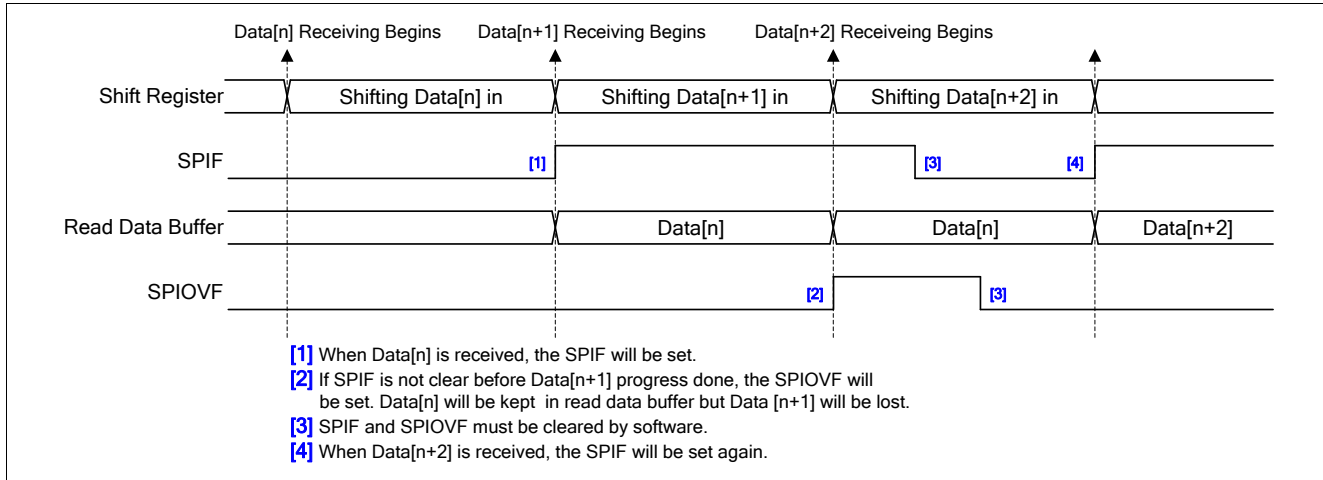 Data[n] Receiving Begins Data[n+1] Receiving Begins Data[n+2] Receiveing Begins
Shift Register Shifting Data[n] in Shifting Data[n+1] in Shifting Data[n+2] in
SPIF [1] [3] [4]
Read Data Buffer Data[n] Data[n] Data[n+2]
SPIOVF [2] [3]
[1] When Data[n] is received, the SPIF will be set.
[2] If SPIF is not clear before Data[n+1] progress done, the SPIOVF will
be set. Data[n] will be kept in read data buffer but Data [n+1] will be lost.
[3] SPIF and SPIOVF must be cleared by software.
[4] When Data[n+2] is received, the SPIF will be set again.